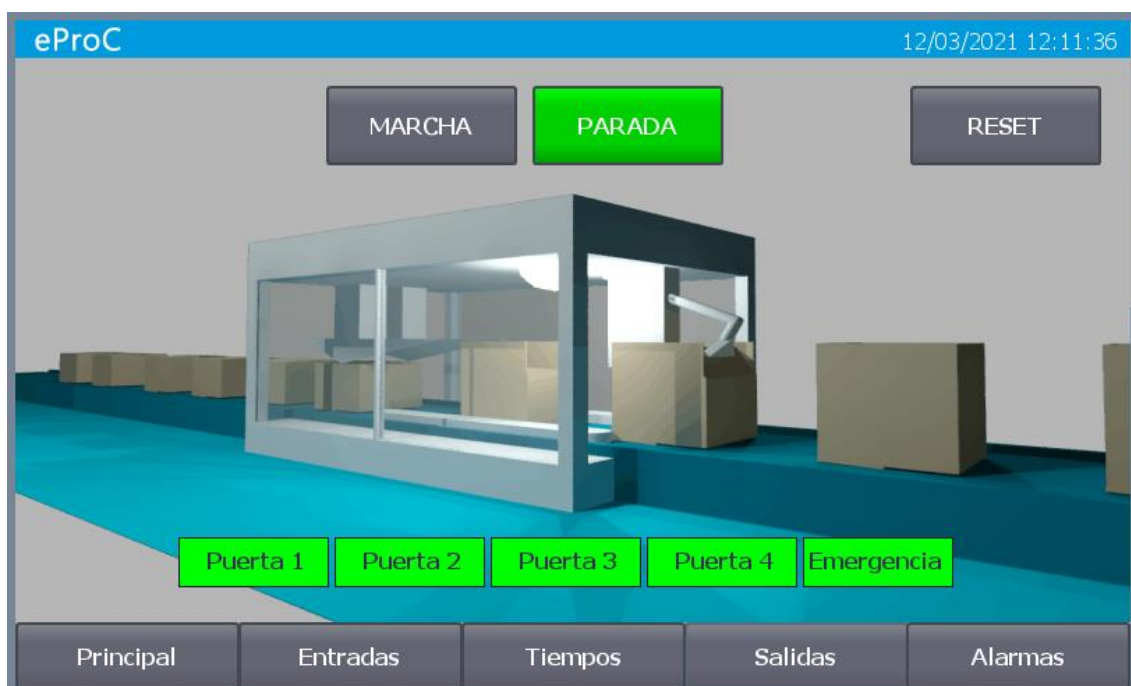 eProC 12/03/2021 12:11:36
MARCHA PARADA RESET
Puerta 1 Puerta 2 Puerta 3 Puerta 4 Emergencia
Principal Entradas Tiempos Salidas Alarmas